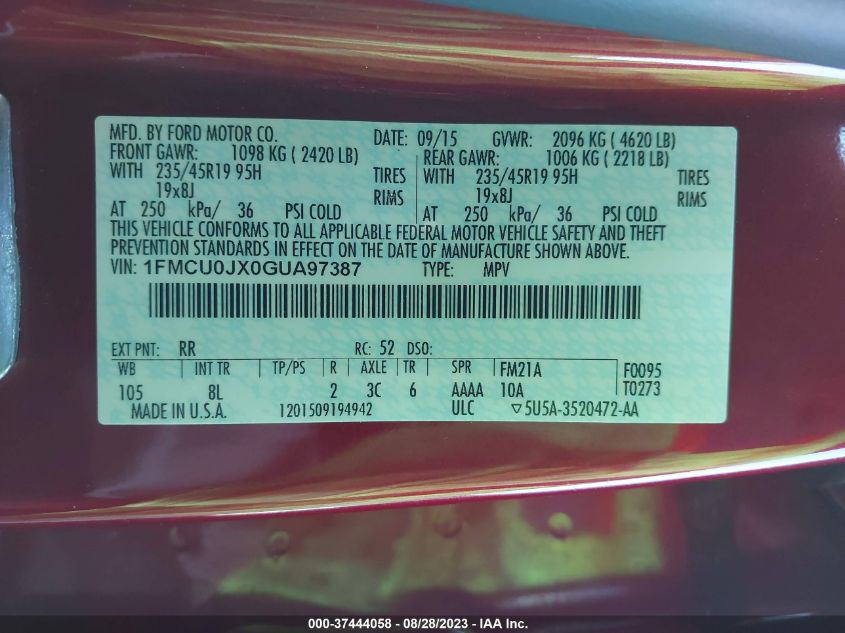 MFD. BY FORD MOTOR CO. DATE: 09/15 GVWR: 2096 KG ( 4620 LB)
FRONT GAWR: 1098 KG ( 2420 LB) REAR GAWR: 1006 KG ( 2218 LB)
WITH 235/45R19 95H TIRES WITH 235/45R19 95H TIRES
19x8J RIMS 19x8J RIMS
AT 250 kPa/ 36 PSI COLD AT 250 kPa/ 36 PSI COLD
THIS VEHICLE CONFORMS TO ALL APPLICABLE FEDERAL MOTOR VEHICLE SAFETY AND THEFT
PREVENTION STANDARDS IN EFFECT ON THE DATE OF MANUFACTURE SHOWN ABOVE.
VIN: 1FMCU0JX0GUA97387 TYPE: MPV
EXT PNT: RR RC: 52 DSO:
WB INT TR TP/PS R AXLE TR SPR FM21A F0095
105 8L 2 3C 6 AAAA 10A T0273
MADE IN U.S.A. 1201509194942 ULC ▽5U5A-3520472-AA
000-37444058 - 08/28/2023 - IAA Inc.